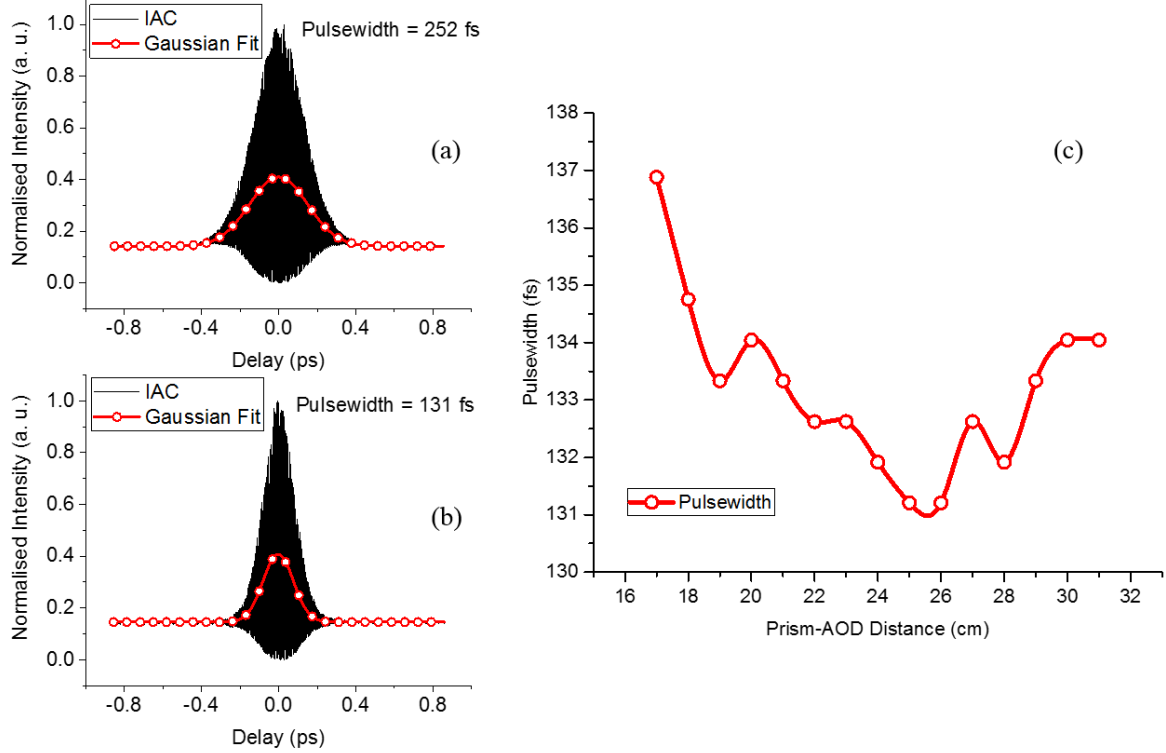 IAC
Gaussian Fit
Pulsewidth = 252 fs
(a)
Normalised Intensity (a. u.)
1.0
0.8
0.6
0.4
0.2
0.0
-0.8 -0.4 0.0 0.4 0.8
Delay (ps)
IAC
Gaussian Fit
Pulsewidth = 131 fs
(b)
Normalised Intensity (a. u.)
1.0
0.8
0.6
0.4
0.2
0.0
-0.8 -0.4 0.0 0.4 0.8
Delay (ps)
(c)
Pulsewidth (fs)
138
137
136
135
134
133
132
131
130
Pulsewidth
16 18 20 22 24 26 28 30 32
Prism-AOD Distance (cm)